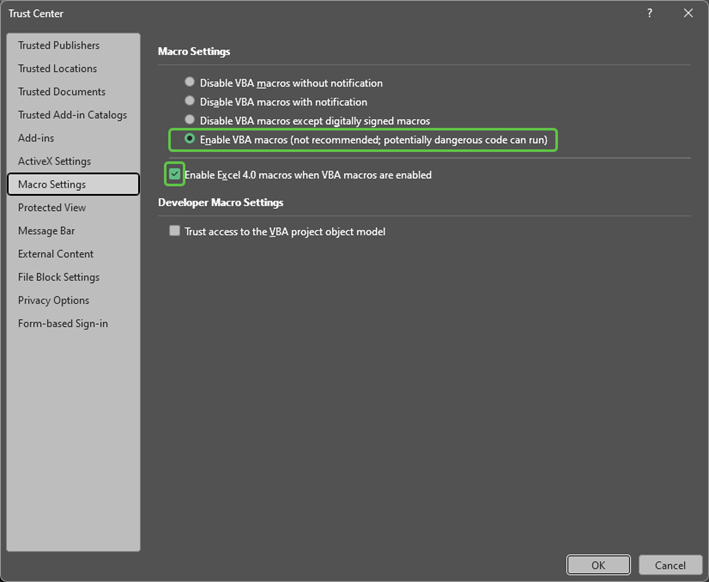 Trust Center
?
Trusted Publishers
Trusted Locations
Trusted Documents
Trusted Add-in Catalogs
Add-ins
ActiveX Settings
Macro Settings
Protected View
Message Bar
External Content
File Block Settings
Privacy Options
Form-based Sign-in
Macro Settings
Disable VBA macros without notification
Disable VBA macros with notification
Disable VBA macros except digitally signed macros
Enable VBA macros (not recommended; potentially dangerous code can run)
Enable Excel 4.0 macros when VBA macros are enabled
Developer Macro Settings
Trust access to the VBA project object model
OK
Cancel